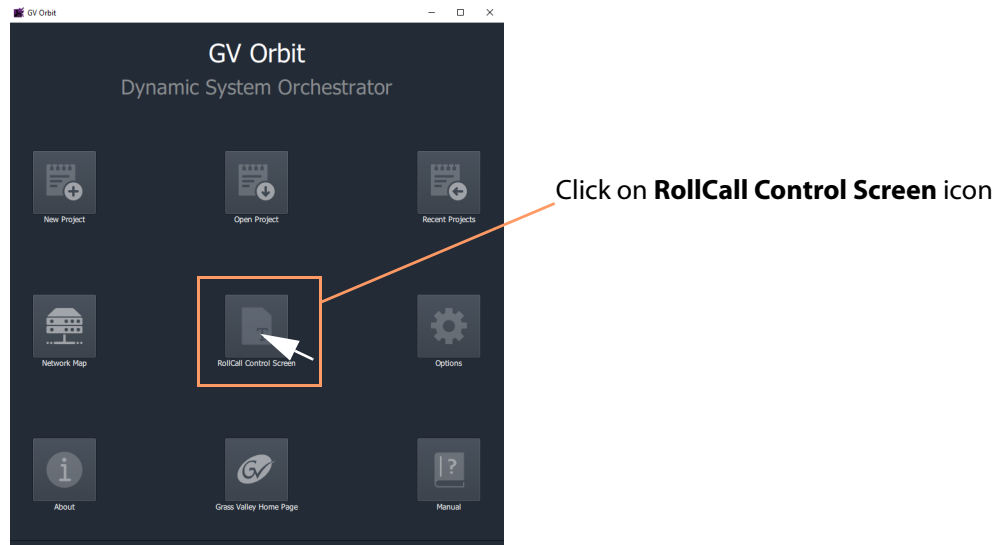 GV Orbit
GV Orbit
Dynamic System Orchestrator
New Project
Open Project
Recent Projects
Click on RollCall Control Screen icon
Network Map
RollCall Control Screen
Options
About
Grass Valley Home Page
Manual